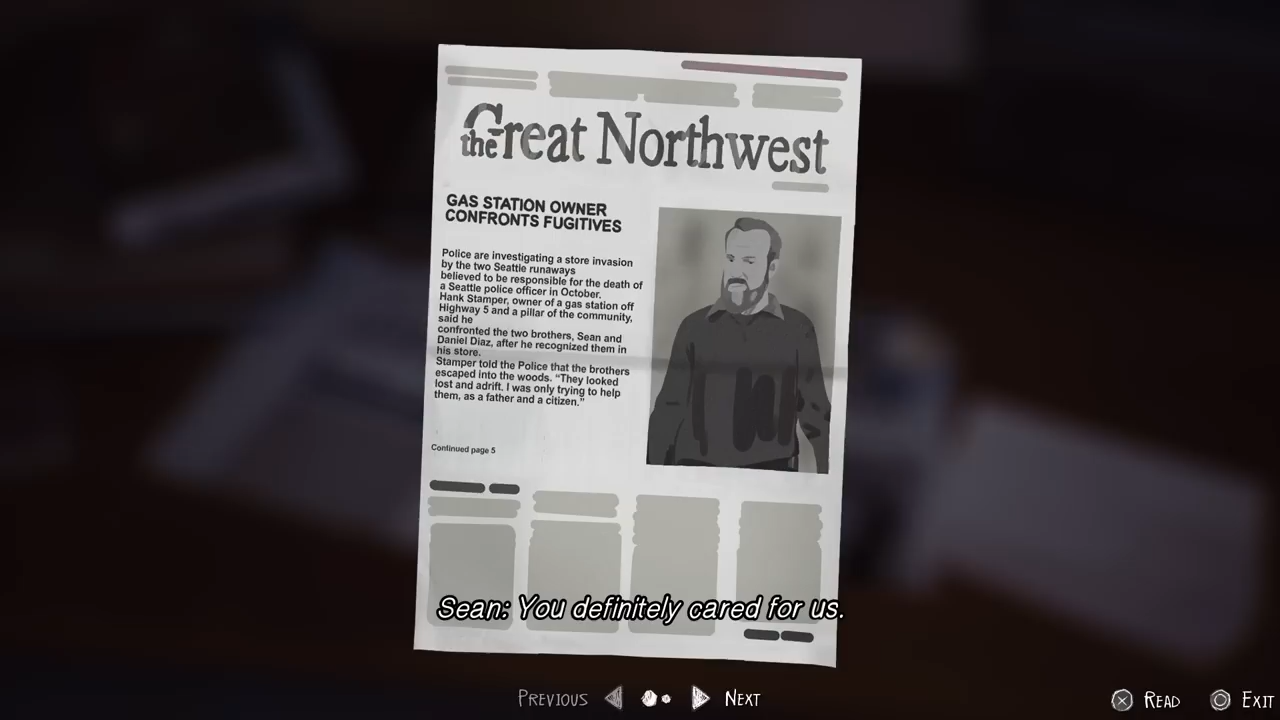 the Great Northwest
GAS STATION OWNER
CONFRONTS FUGITIVES
Police are investigating a store invasion
by the two Seattle runaways
believed to be responsible for the death of
a Seattle police officer in October.
Hank Stamper, owner of a gas station off
Highway 5 and a pillar of the community,
said he
confronted the two brothers, Sean and
Daniel Diaz, after he recognized them in
his store.
Stamper told the Police that the brothers
escaped into the woods. “They looked
lost and adrift. I was only trying to help
them, as a father and a citizen.”
Continued page 5
Sean: You definitely cared for us.
PREVIOUS NEXT
READ EXIT